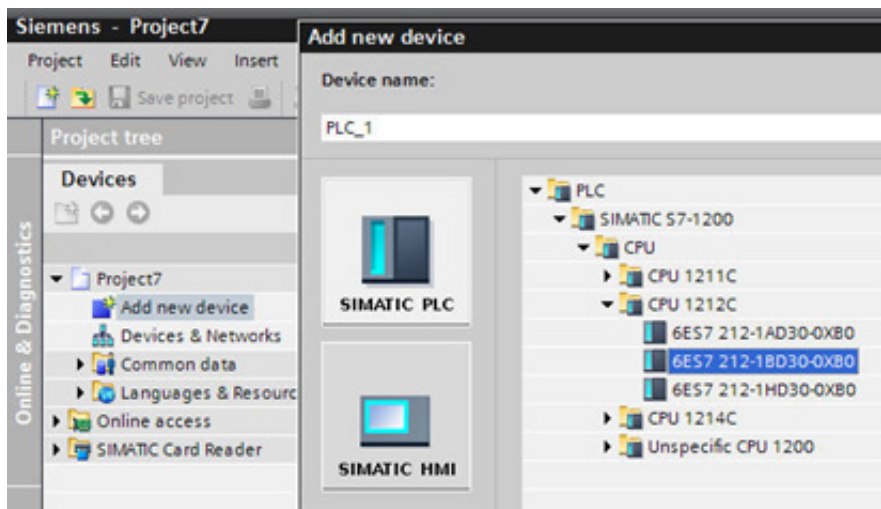 Siemens - Project7
Project Edit View Insert
Save project
Project tree
Devices
Online & Diagnostics
Project7
Add new device
Devices & Networks
Common data
Languages & Resourc
Online access
SIMATIC Card Reader
Add new device
Device name:
PLC_1
SIMATIC PLC
SIMATIC HMI
PLC
SIMATIC S7-1200
CPU
CPU 1211C
CPU 1212C
6ES7 212-1AD30-0XB0
6ES7 212-1BD30-0XB0
6ES7 212-1HD30-0XB0
CPU 1214C
Unspecific CPU 1200